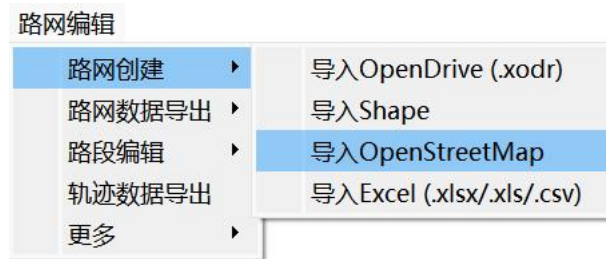 路网编辑
路网创建
路网数据导出
路段编辑
轨迹数据导出
更多
导入OpenDrive (.xodr)
导入Shape
导入OpenStreetMap
导入Excel (.xlsx/.xls/.csv)